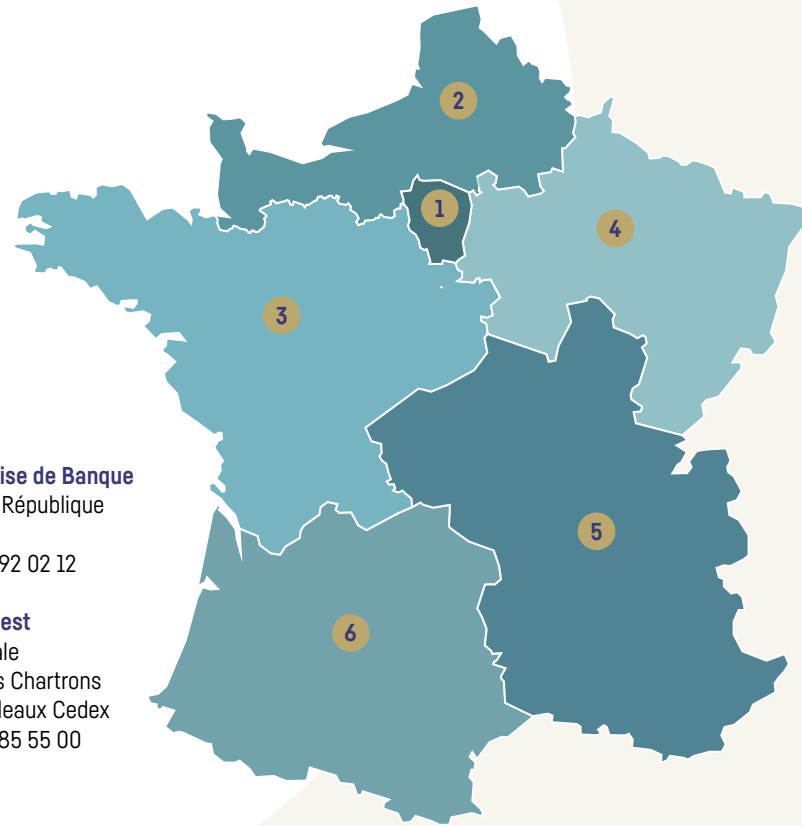 2
1
4
3
5
6
ise de Banque
République
92 02 12
est
ale
s Chartrons
leaux Cedex
85 55 00